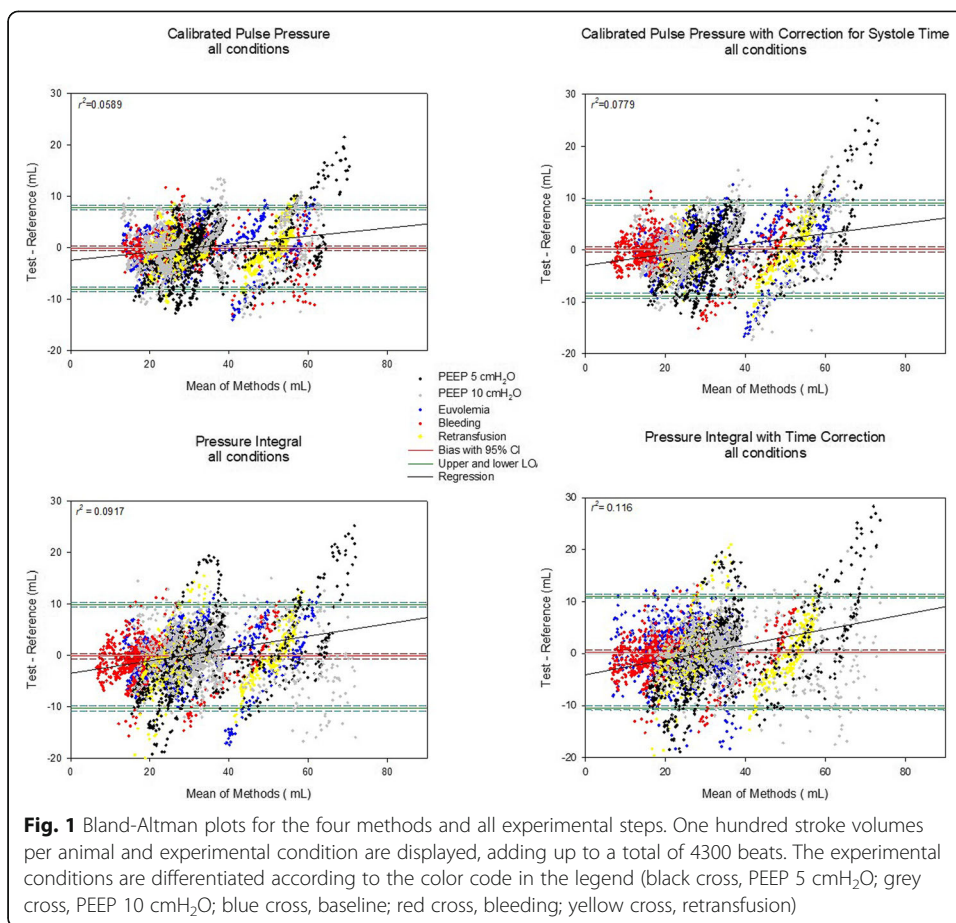 Calibrated Pulse Pressure
all conditions
r²=0.0589
30
20
10
0
-10
-20
Test - Reference (mL)
0
20
40
60
80
Mean of Methods ( mL)
Calibrated Pulse Pressure with Correction for Systole Time
all conditions
r²=0.0779
30
20
10
0
-10
-20
Test - Reference (mL)
0
20
40
60
80
Mean of Methods ( mL)
PEEP 5 cmH₂O
PEEP 10 cmH₂O
Euvolemia
Bleeding
Retransfusion
Bias with 95% CI
Upper and lower LO
Regression
Pressure Integral
all conditions
r² = 0.0917
30
20
10
0
-10
-20
Test - Reference (mL)
0
20
40
60
80
Mean of Methods ( mL)
Pressure Integral with Time Correction
all conditions
r²=0.116
30
20
10
0
-10
-20
Test - Reference (mL)
0
20
40
60
80
Mean of Methods ( mL)
Fig. 1 Bland-Altman plots for the four methods and all experimental steps. One hundred stroke volumes
per animal and experimental condition are displayed, adding up to a total of 4300 beats. The experimental
conditions are differentiated according to the color code in the legend (black cross, PEEP 5 cmH₂O; grey
cross, PEEP 10 cmH₂O; blue cross, baseline; red cross, bleeding; yellow cross, retransfusion)